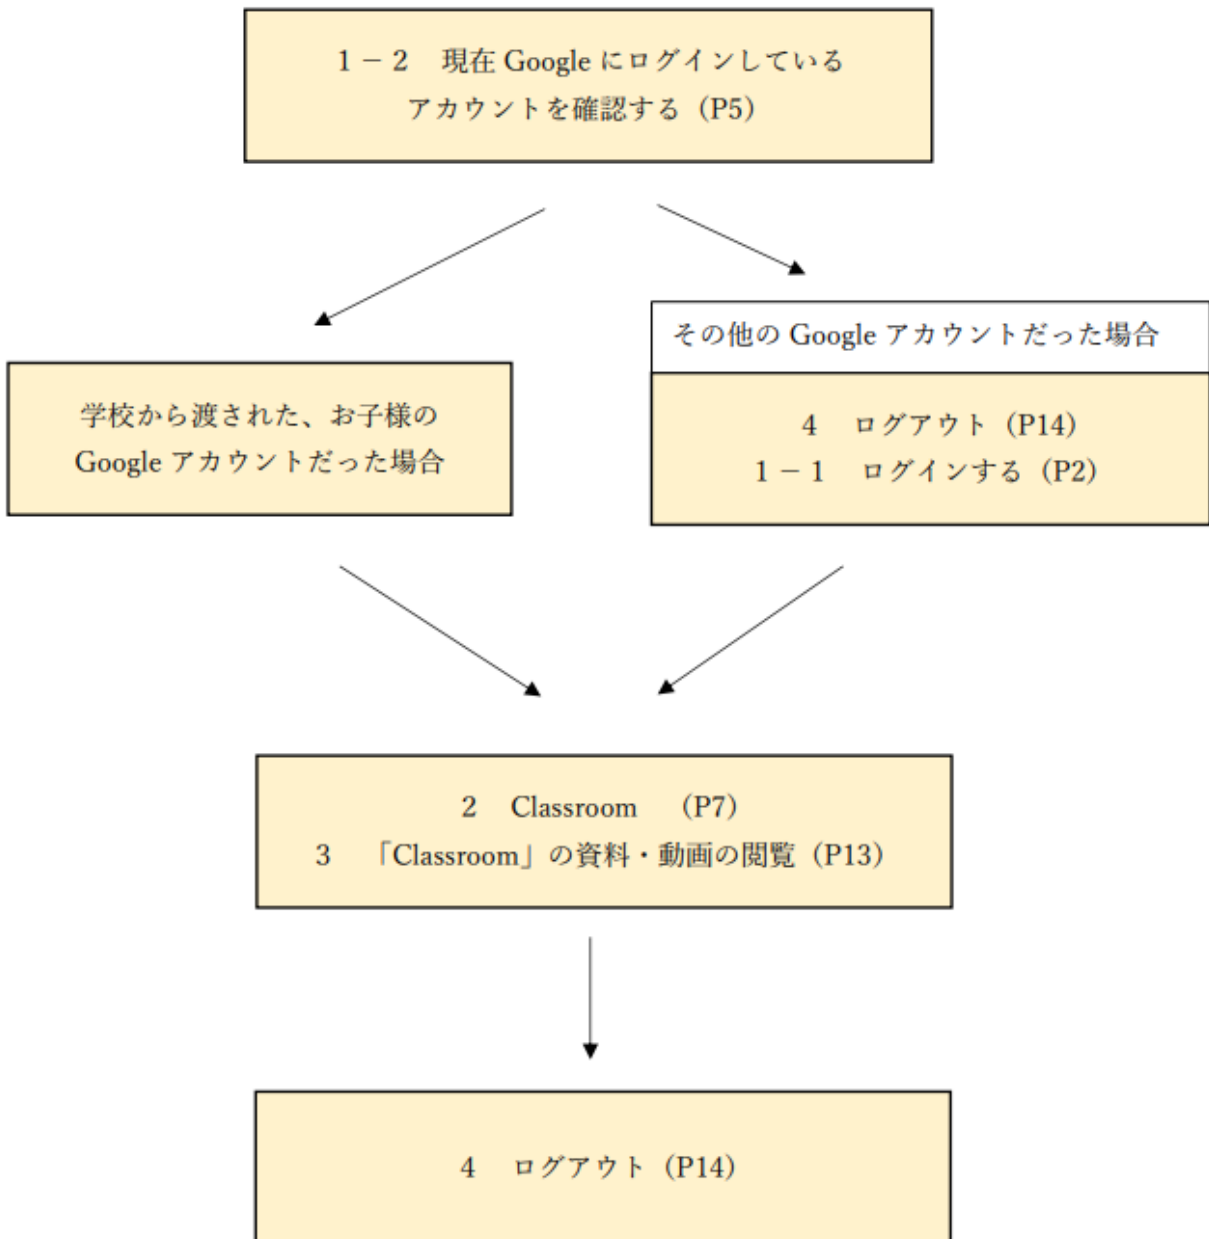 1－2　現在 Google にログインしている
アカウントを確認する（P5）
学校から渡された、お子様の
Google アカウントだった場合
その他の Google アカウントだった場合
4　ログアウト（P14）
1－1　ログインする（P2）
2　Classroom　（P7）
3　「Classroom」の資料・動画の閲覧（P13）
4　ログアウト（P14）